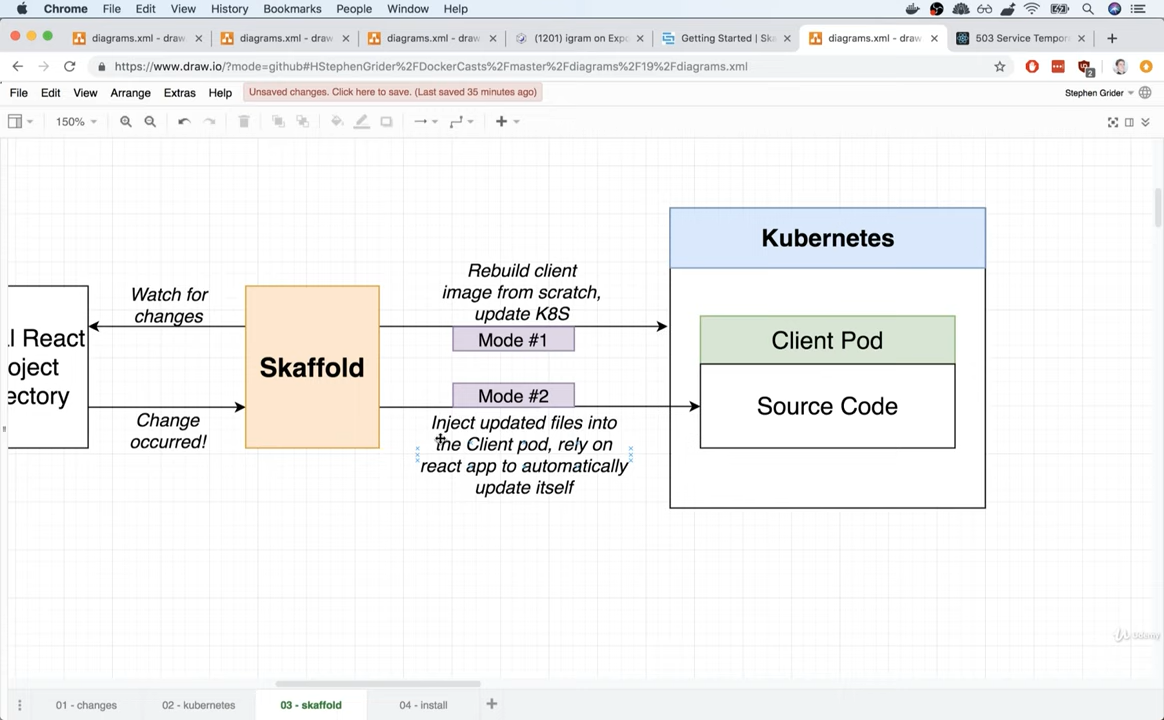 Chrome File Edit View History Bookmarks People Window Help
diagrams.xml - draw. diagrams.xml - draw. diagrams.xml - draw. (1201) igram on Exp Getting Started | Ska diagrams.xml - draw. 503 Service Tempor
https://www.draw.io/?mode=github#HStephenGrider%2FDockerCasts%2Fmaster%2Fdiagrams%2F19%2Fdiagrams.xml
File Edit View Arrange Extras Help Unsaved changes. Click here to save. (Last saved 35 minutes ago) Stephen Grider
150%
Kubernetes
Rebuild client
image from scratch,
update K8S
Mode #1
Watch for
changes
l React
oject
ectory
Skaffold
Client Pod
Mode #2
Source Code
Change
occurred!
Inject updated files into
the Client pod, rely on
react app to automatically
update itself
Udemy
01 - changes 02 - kubernetes 03 - skaffold 04 - install